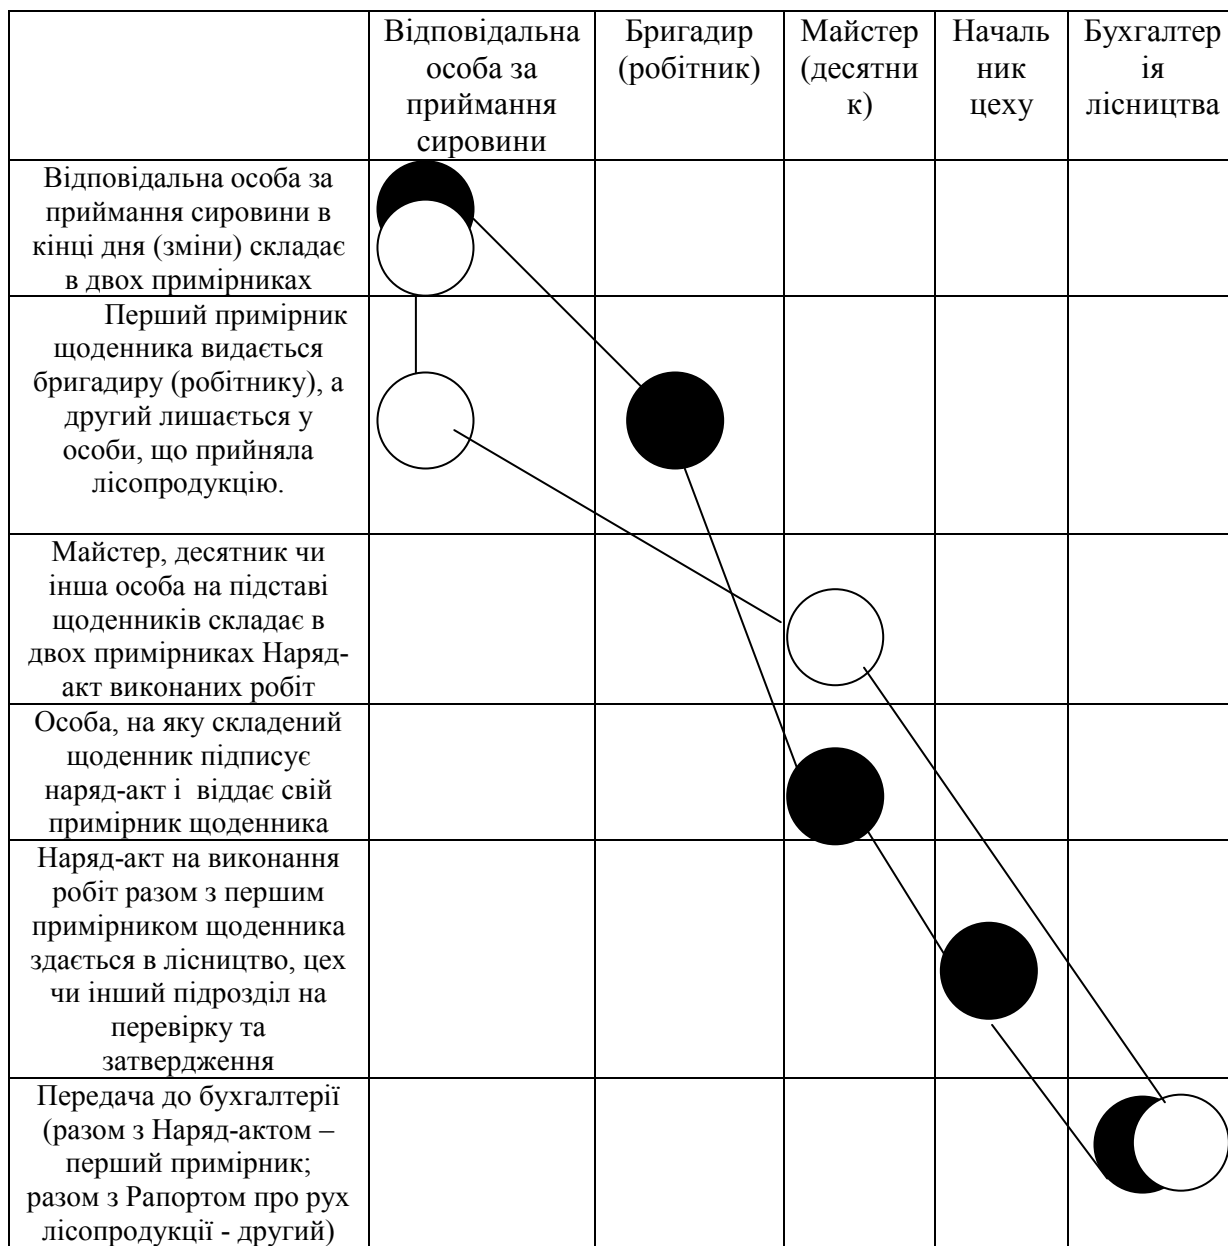 Відповідальна
особа за
приймання
сировини
Бригадир
(робітник)
Майстер
(десятни
к)
Началь
ник
цеху
Бухгалтер
ія
лісництва
Відповідальна особа за
приймання сировини в
кінці дня (зміни) складає
в двох примірниках
Перший примірник
щоденника видається
бригадиру (робітнику), а
другий лишається у
особи, що прийняла
лісопродукцію.
Майстер, десятник чи
інша особа на підставі
щоденників складає в
двох примірниках Наряд-
акт виконаних робіт
Особа, на яку складений
щоденник підписує
наряд-акт і віддає свій
примірник щоденника
Наряд-акт на виконання
робіт разом з першим
примірником щоденника
здається в лісництво, цех
чи інший підрозділ на
перевірку та
затвердження
Передача до бухгалтерії
(разом з Наряд-актом –
перший примірник;
разом з Рапортом про рух
лісопродукції - другий)